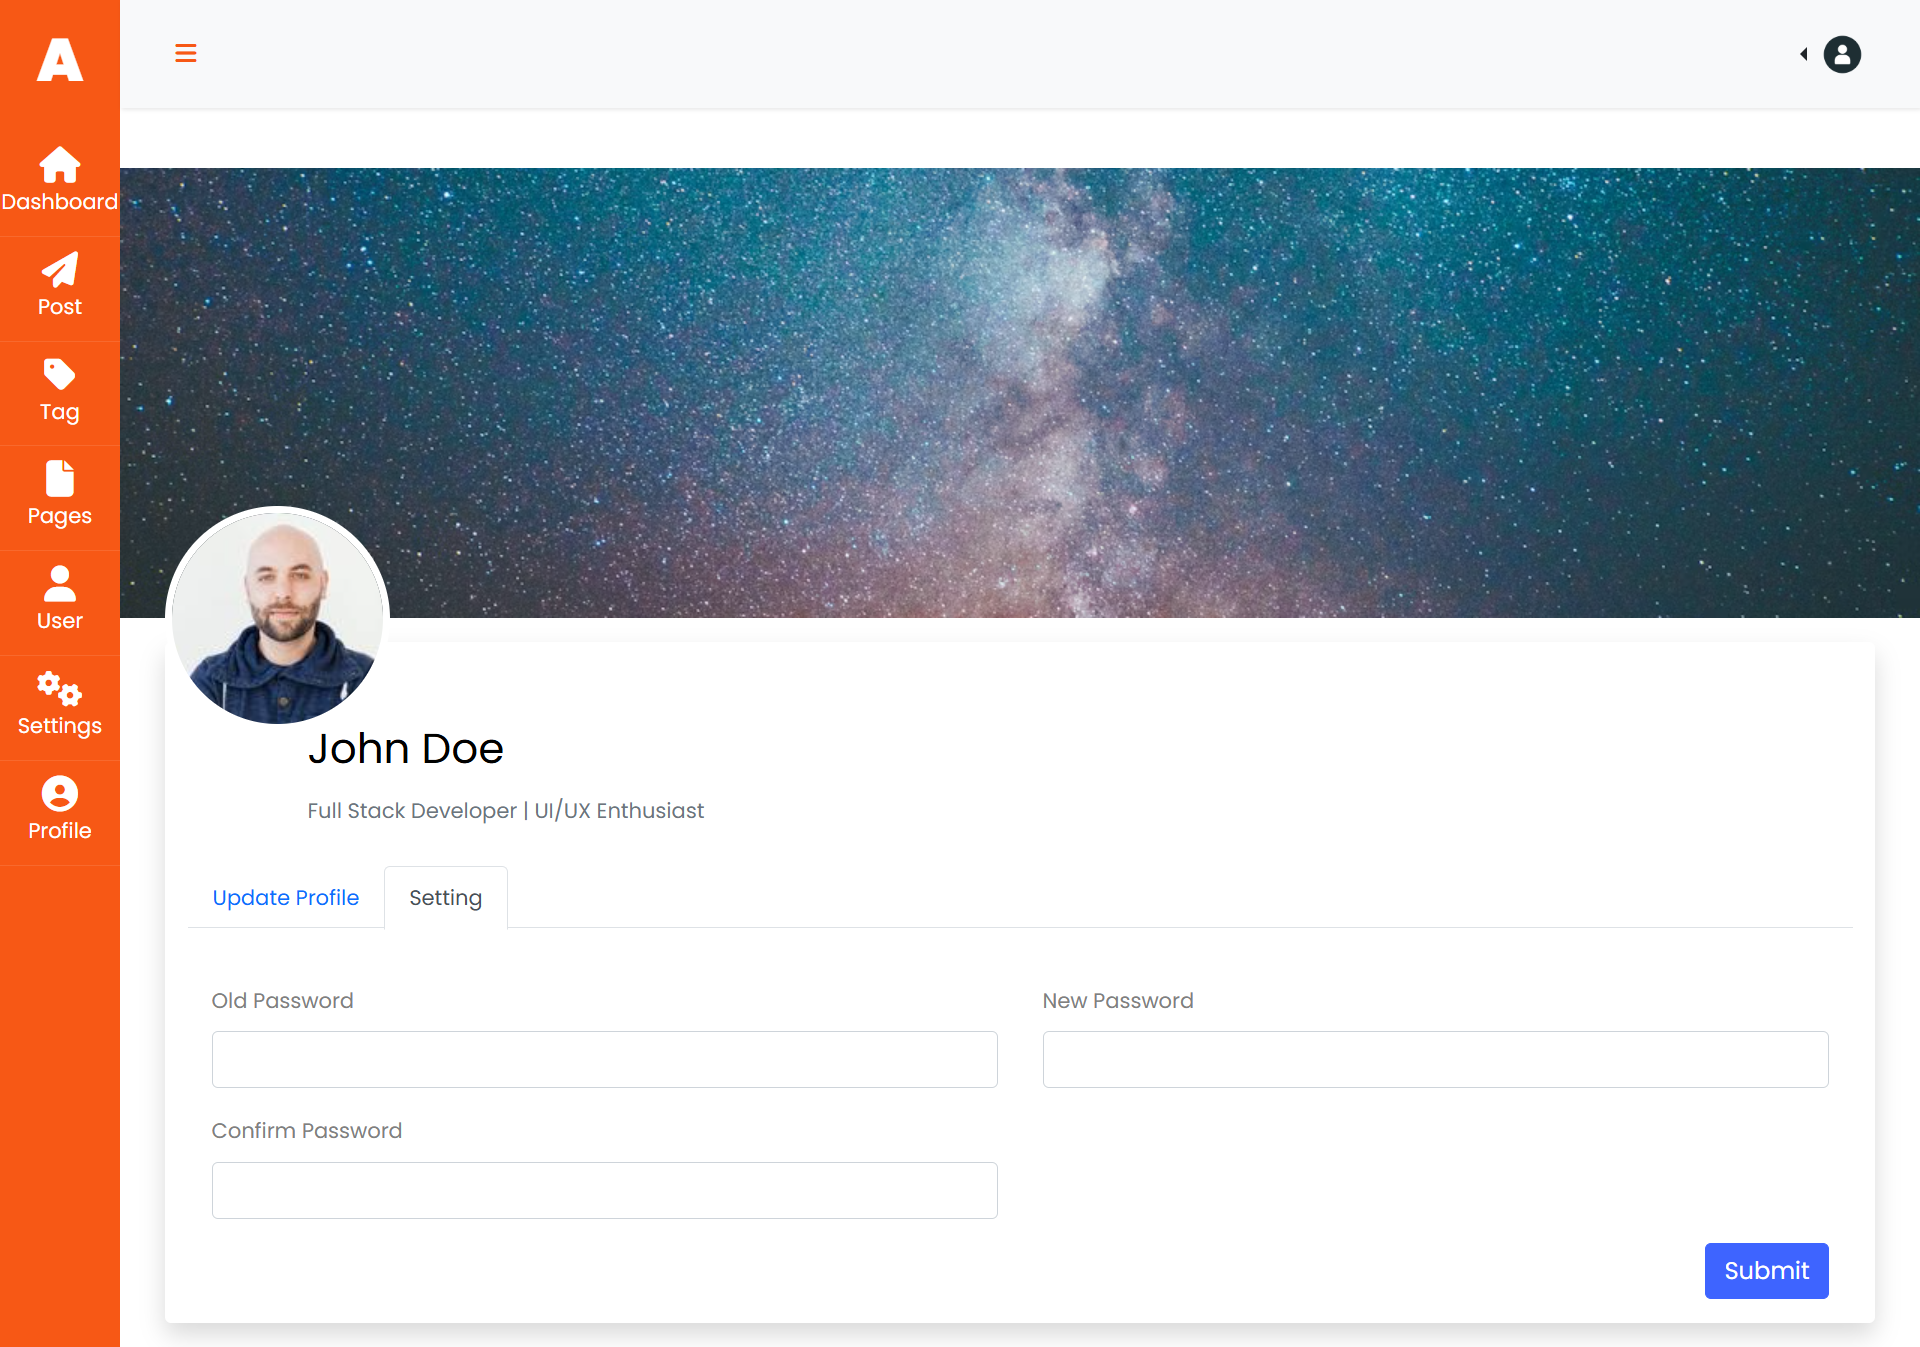 A
Dashboard
Post
Tag
Pages
User
Settings
Profile
John Doe
Full Stack Developer | UI/UX Enthusiast
Update Profile
Setting
Old Password
New Password
Confirm Password
Submit